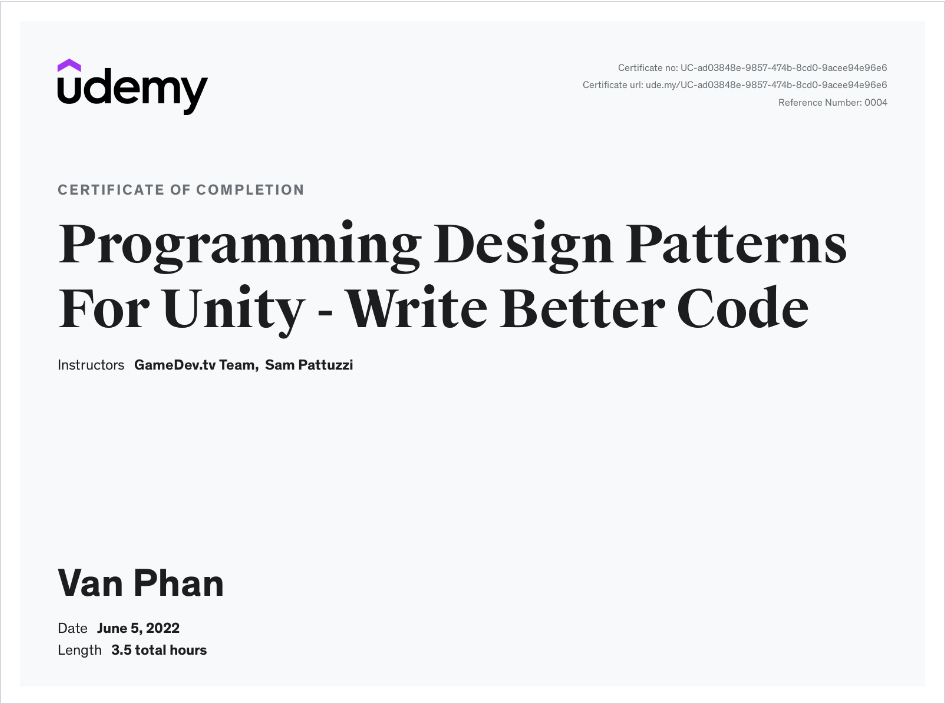 udemy
Certificate no: UC-ad03848e-9857-474b-8cd0-9acee94e96e6
Certificate url: ude.my/UC-ad03848e-9857-474b-8cd0-9acee94e96e6
Reference Number: 0004
CERTIFICATE OF COMPLETION
Programming Design Patterns
For Unity - Write Better Code
Instructors GameDev.tv Team, Sam Pattuzzi
Van Phan
Date June 5, 2022
Length 3.5 total hours